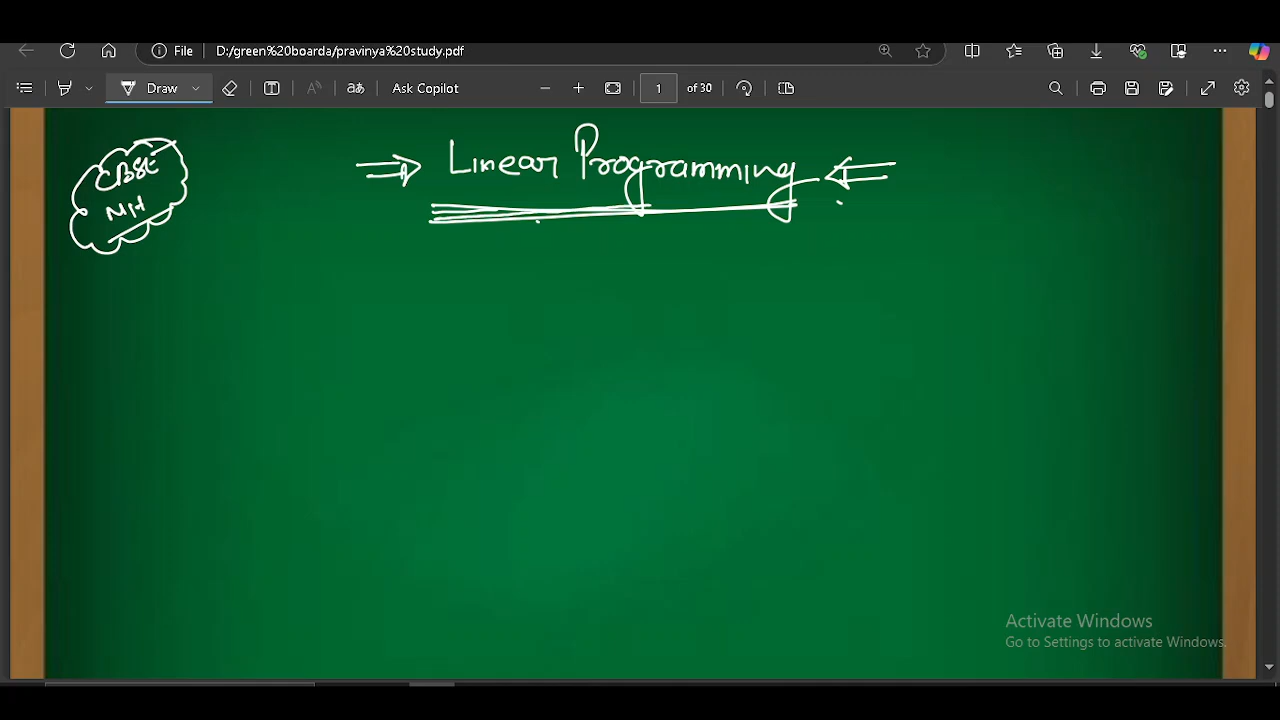 File D:/green%20boarda/pravinya%20study.pdf
Draw Ask Copilot 1 of 30
CBSE
Linear Programming
Activate Windows
Go to Settings to activate Windows.